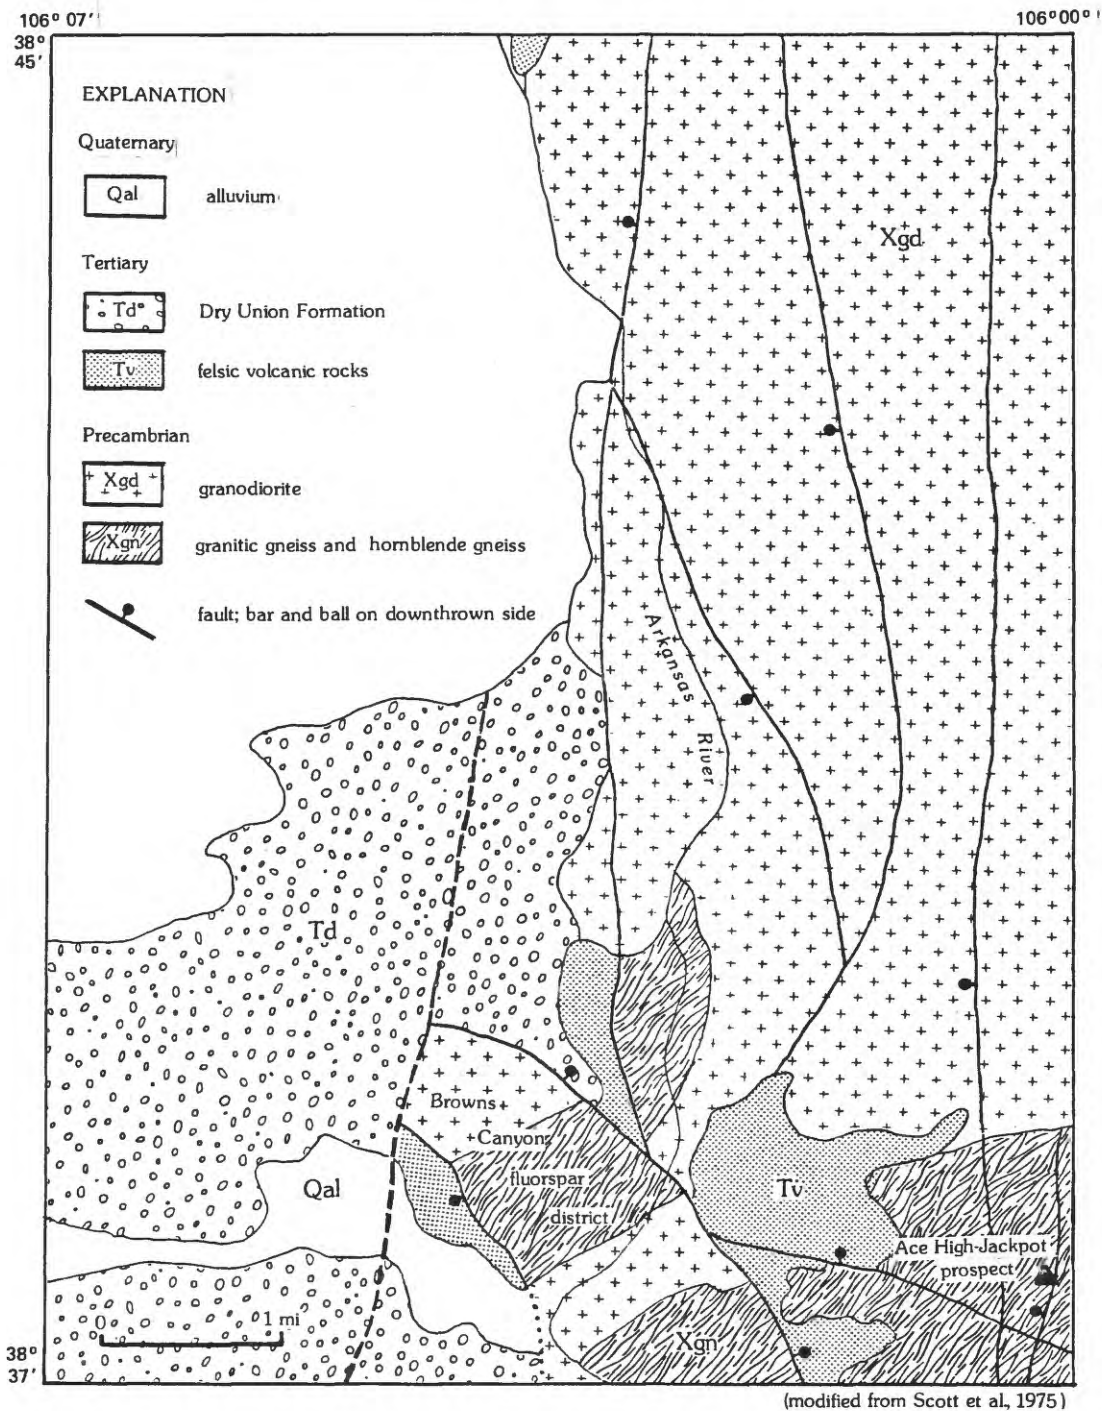 106° 07'
106° 00'
38°
45'
EXPLANATION
Quaternary
Qal
alluvium
Tertiary
Td
Dry Union Formation
Tv
felsic volcanic rocks
Precambrian
Xgd
granodiorite
Xgn
granitic gneiss and hornblende gneiss
fault; bar and ball on downthrown side
Xgd
Arkansas River
Td
Browns
Canyon
fluorspar
district
Qal
Tv
Ace High-Jackpot
prospect
1 mi
Xgn
38°
37'
(modified from Scott et al., 1975)